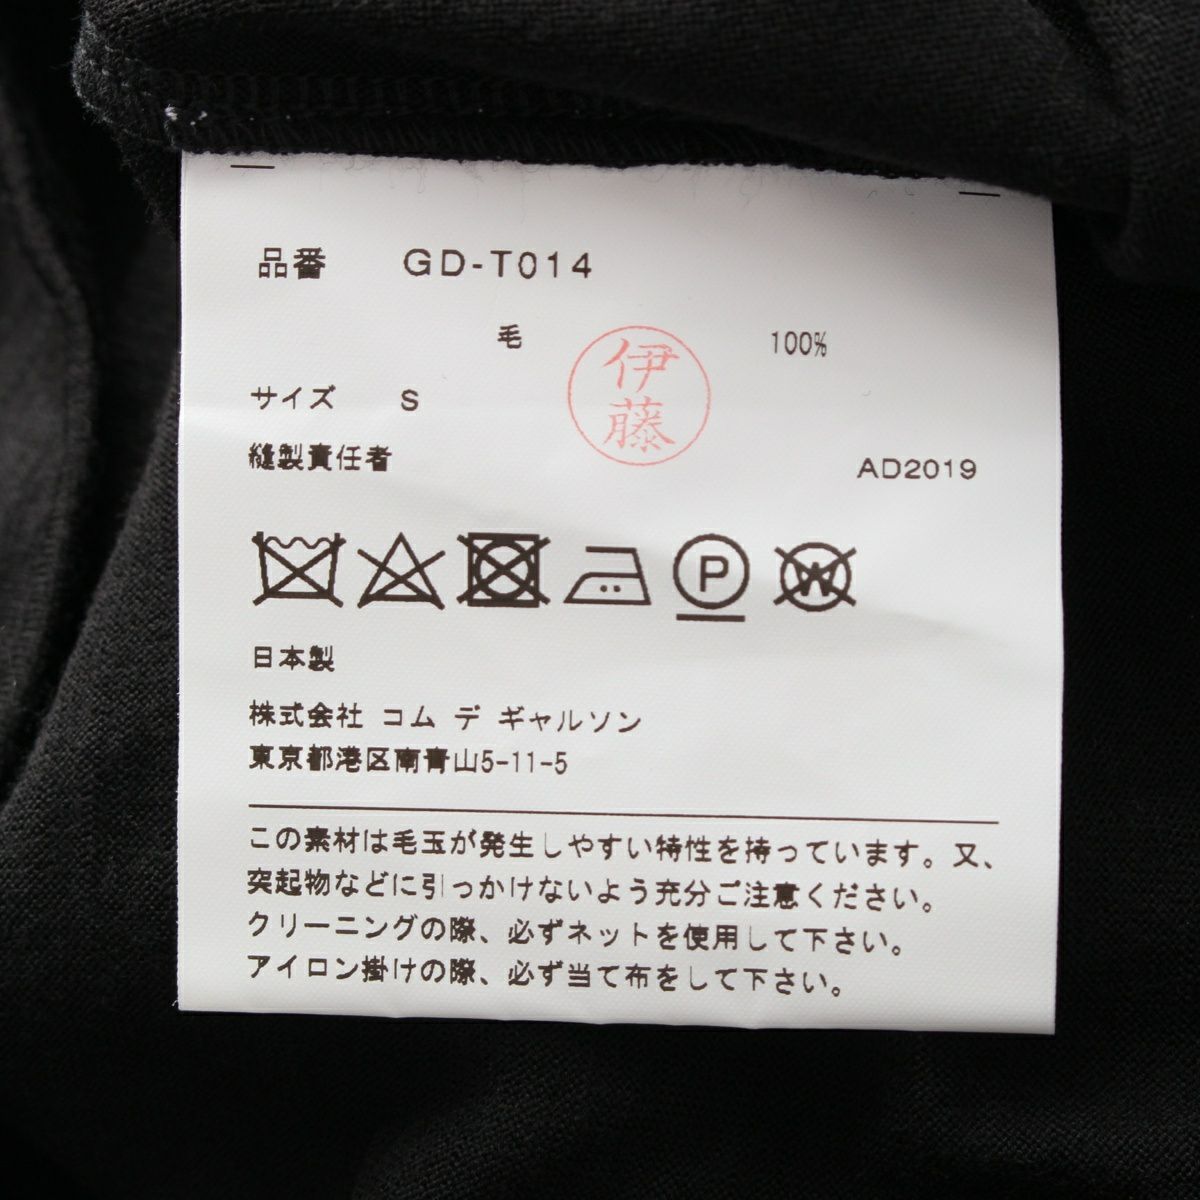 品番 GD-T014
毛 100%
サイズ S
伊藤
縫製責任者 AD2019
P W
日本製
株式会社 コム デ ギャルソン
東京都港区南青山5-11-5
この素材は毛玉が発生しやすい特性を持っています。又、
突起物などに引っかけないよう充分ご注意ください。
クリーニングの際、必ずネットを使用して下さい。
アイロン掛けの際、必ず当て布をして下さい。